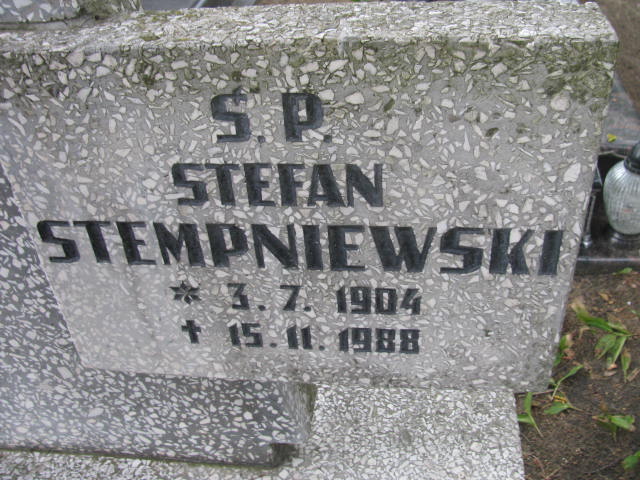 Ś. P.
STEFAN
STEMPNIEWSKI
* 3. 7. 1904
✝ 15. 11. 1988